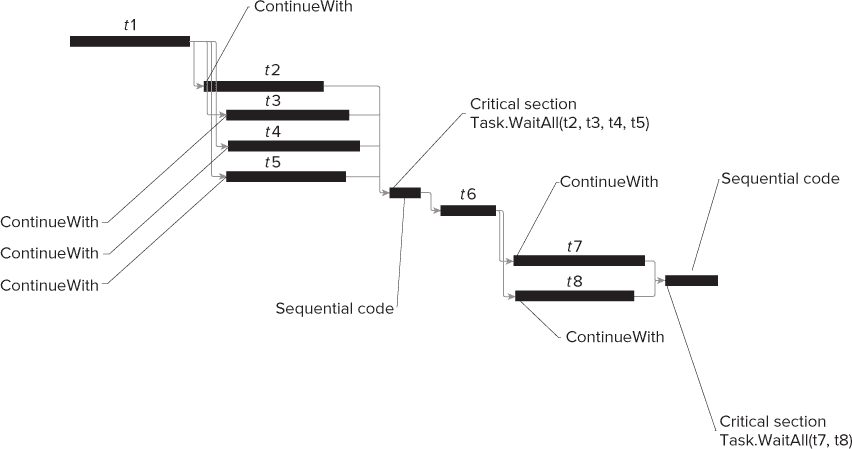 ContinueWith
t1
t2
t3
t4
t5
Critical section
Task.WaitAll(t2, t3, t4, t5)
ContinueWith
ContinueWith
ContinueWith
Sequential code
t6
ContinueWith
t7
t8
ContinueWith
Sequential code
Critical section
Task.WaitAll(t7, t8)